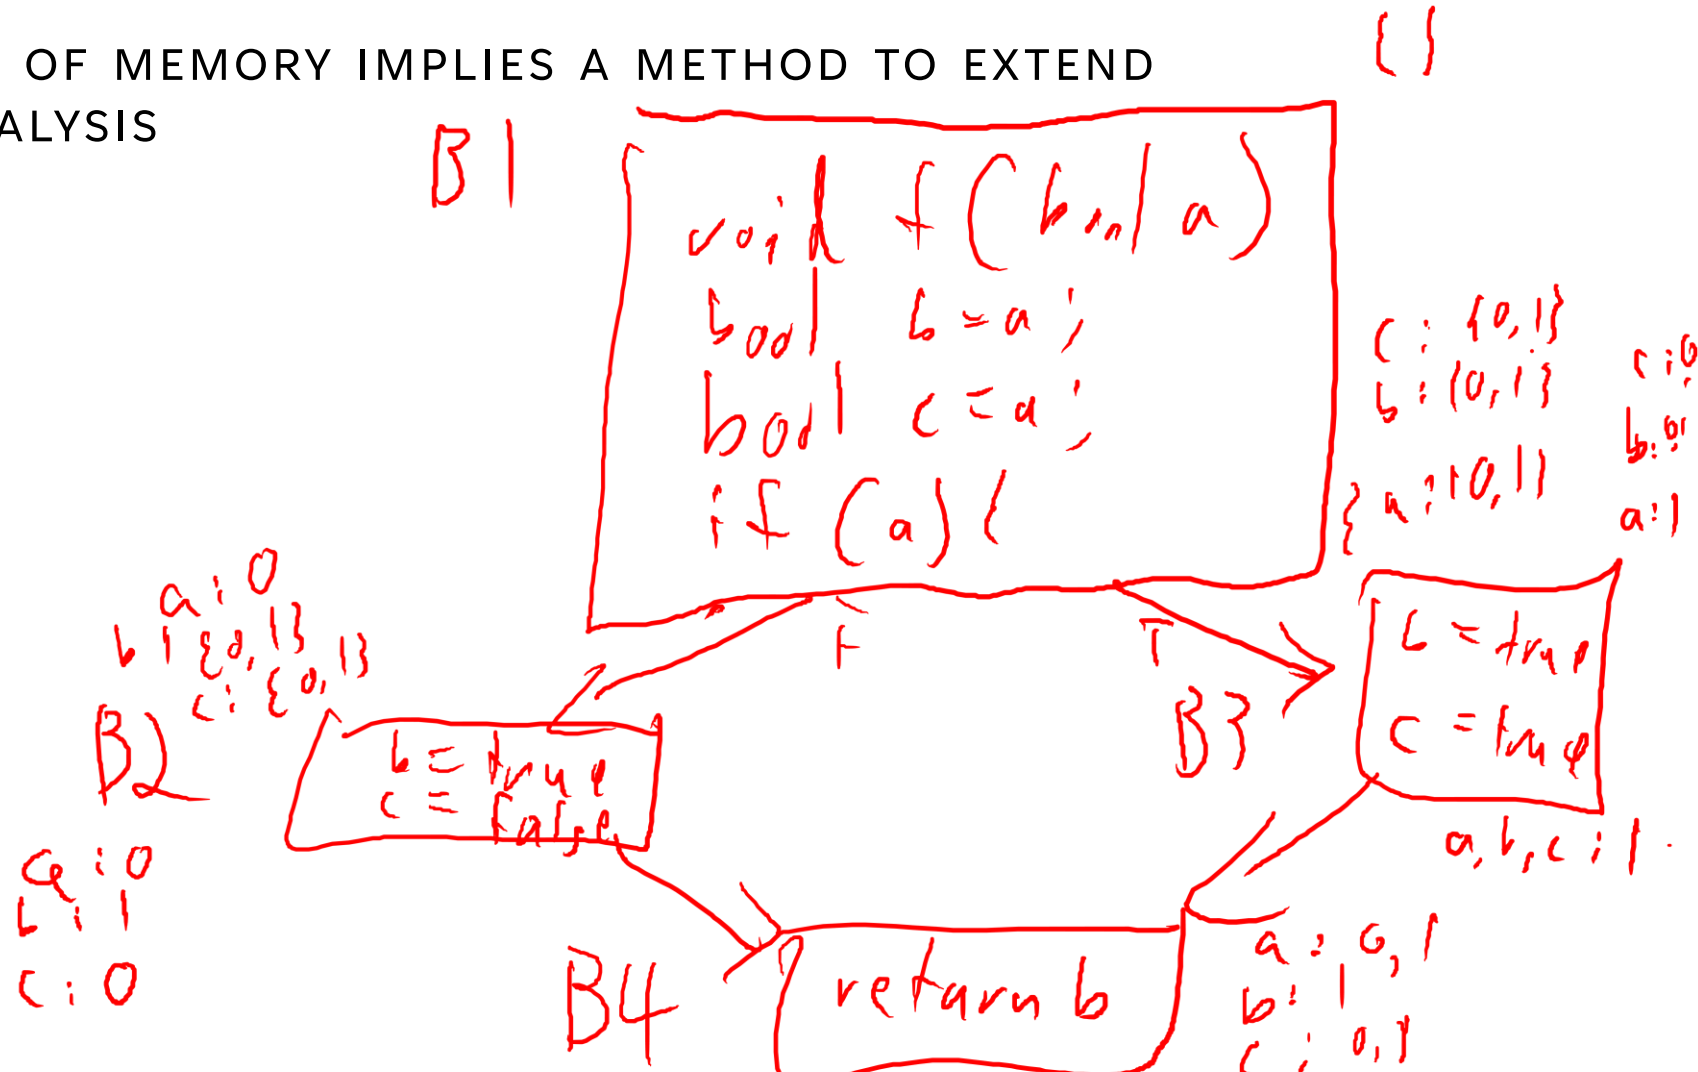 OF MEMORY IMPLIES A METHOD TO EXTEND
ALYSIS
{ }
B1
void f(bool a)
bool b = a;
bool c = a;
if (a) {
c : {0,1}
b : {0,1}
} a : {0,1}
c : 0
b : 0
a : 1
F
T
a : 0
b : {0,1}
c : {0,1}
B2
b = true
c = false
a : 0
b : 1
c : 0
B3
b = true
c = true
a, b, c : 1
B4
return b
a : 0,1
b : 1
c : 0,1